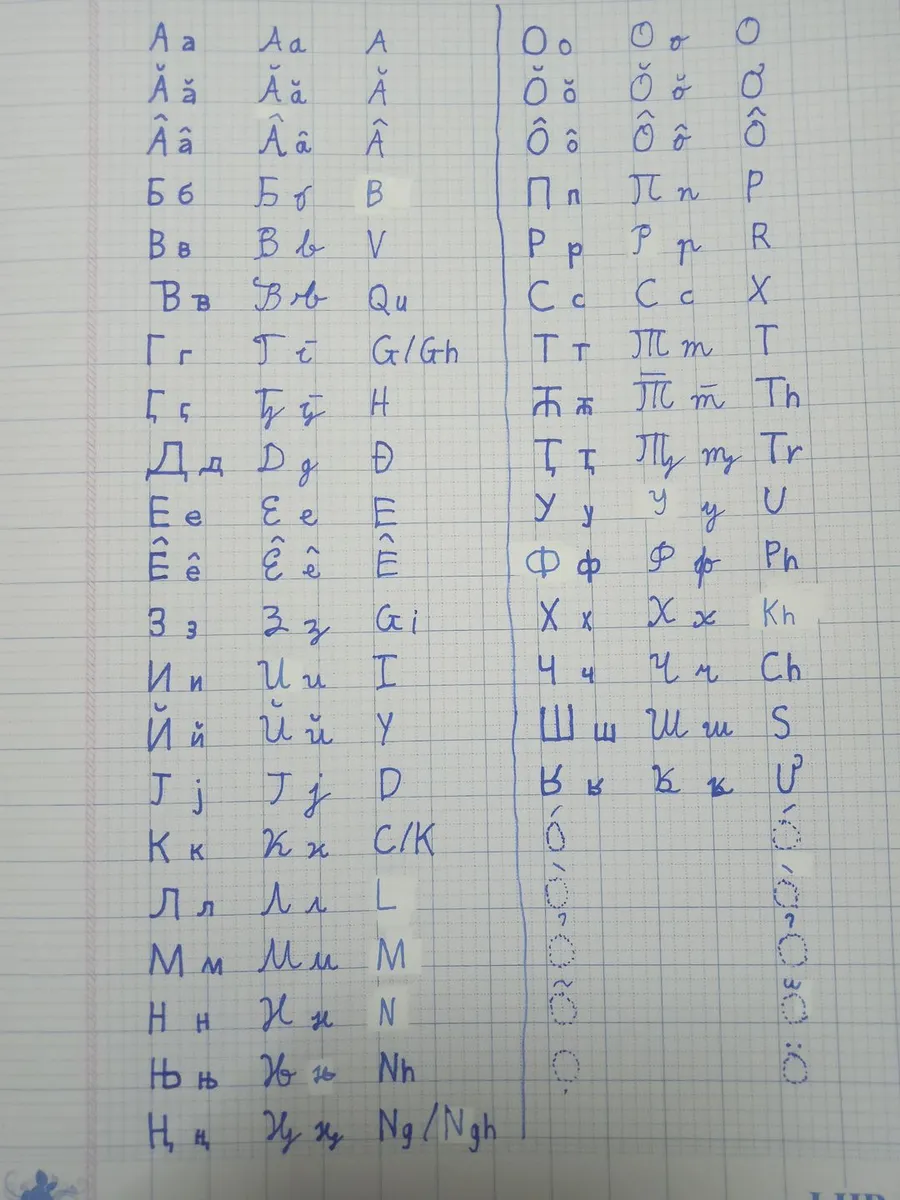 А а А а A
Ӑ ӑ Ӑ ӑ Ă
Â â Â â Â
Б б Б б B
В в В в V
В в В в Qu
Г г Г г G/Gh
Ӷ ӷ Ӷ ӷ H
Д д Д д Đ
Е е Е е E
Ê ê Ê ê Ê
З з З з Gi
И и И и I
Й й Й й Y
Ј ј Ј ј D
К к К к C/K
Л л Л л L
М м М м M
Н н Н н N
Њ њ Њ њ Nh
Ң ң Ң ң Ng/Ngh
О о О о O
Ŏ ŏ Ŏ ŏ Ơ
Ô ô Ô ô Ô
П п П п P
Р р Р р R
С с С с X
Т т Т т T
Ꚋ ꚋ Т̄ т̄ Th
Ҭ ҭ Ҭ ҭ Tr
У у У у U
Ф ф Ф ф Ph
Х х Х х Kh
Ч ч Ч ч Ch
Ш ш Ш ш S
Ư